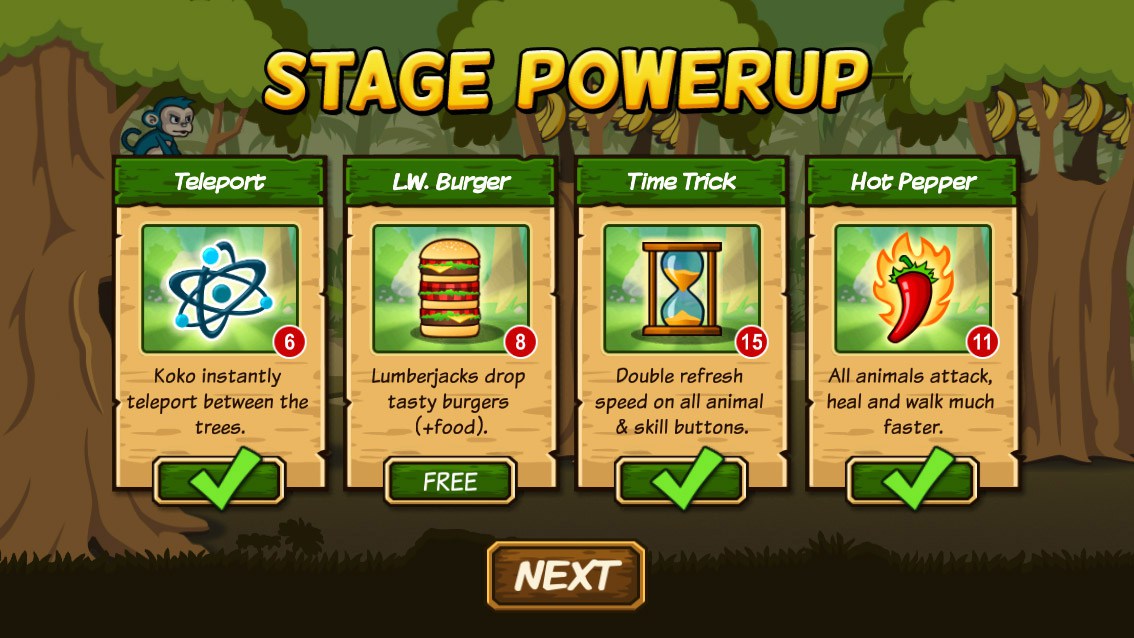 STAGE POWERUP
Teleport
6
Koko instantly
teleport between the
trees.
L.W. Burger
8
Lumberjacks drop
tasty burgers
(+food).
FREE
Time Trick
15
Double refresh
speed on all animal
& skill buttons.
Hot Pepper
11
All animals attack,
heal and walk much
faster.
NEXT